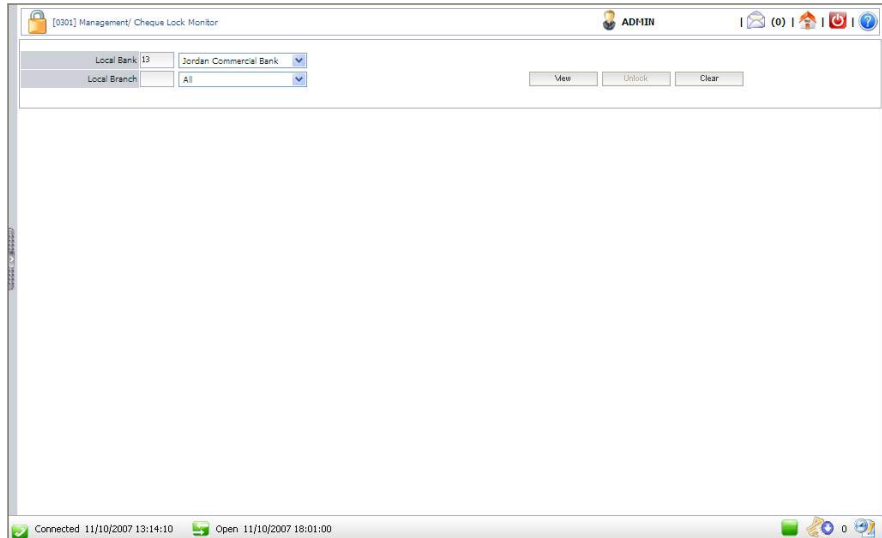 [0301] Management/ Cheque Lock Monitor ADMIN | (0) | | |
Local Bank 13 Jordan Commercial Bank
Local Branch All View Unlock Clear
Connected 11/10/2007 13:14:10 Open 11/10/2007 18:01:00 0